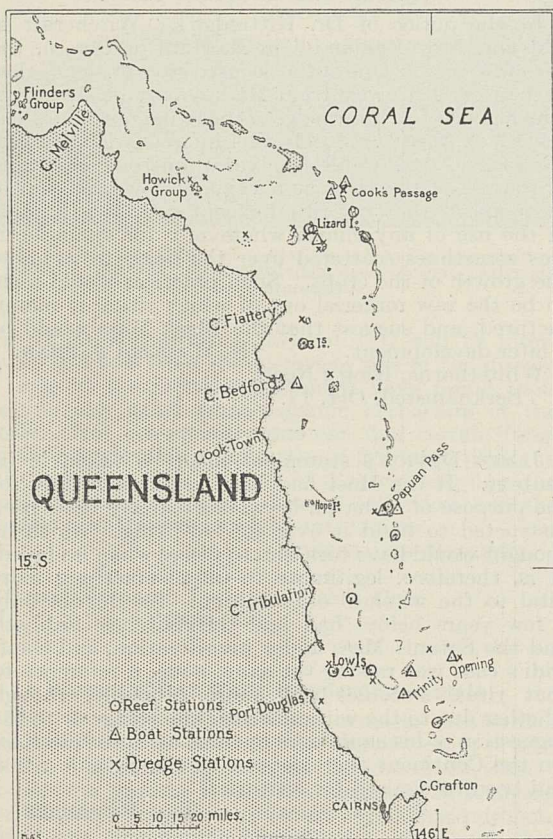 Flinders
Group
CORAL SEA
C. Melville
Howick
Group
Cook's Passage
Lizard I.
C. Flattery
3 Is.
C. Bedford
Cook Town
QUEENSLAND
Papuan Pass
Hope I.
15°S
C. Tribulation
Low Is.
Trinity Opening
Port Douglas
Reef Stations
Boat Stations
Dredge Stations
C. Grafton
0 5 10 15 20 miles.
CAIRNS
146 E